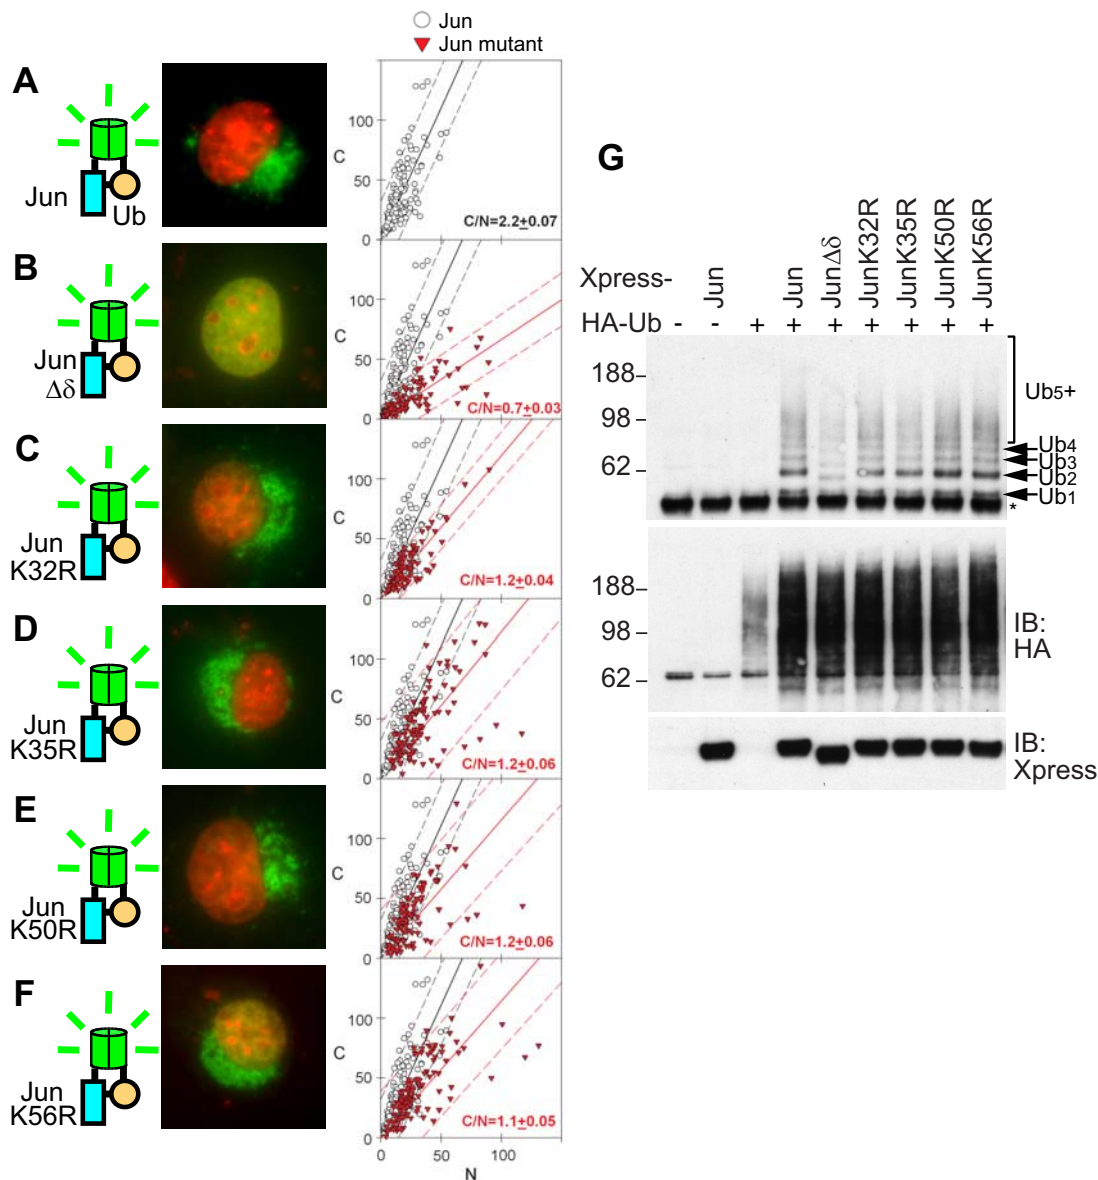 Jun
Jun mutant
A
Jun
Ub
100
C
50
0
C/N=2.2±0.07
B
Jun
Δδ
100
50
0
C/N=0.7±0.03
C
Jun
K32R
100
50
0
C/N=1.2±0.04
D
Jun
K35R
100
50
0
C/N=1.2±0.06
E
Jun
K50R
100
50
0
C/N=1.2±0.06
F
Jun
K56R
C
100
50
0
C/N=1.1±0.05
0 50 100
N
G
Xpress- Jun Jun JunΔδ JunK32R JunK35R JunK50R JunK56R
HA-Ub - - + + + + + + +
188
98
62
Ub5+
Ub4
Ub3
Ub2
Ub1
*
188
98
62
IB:
HA
IB:
Xpress